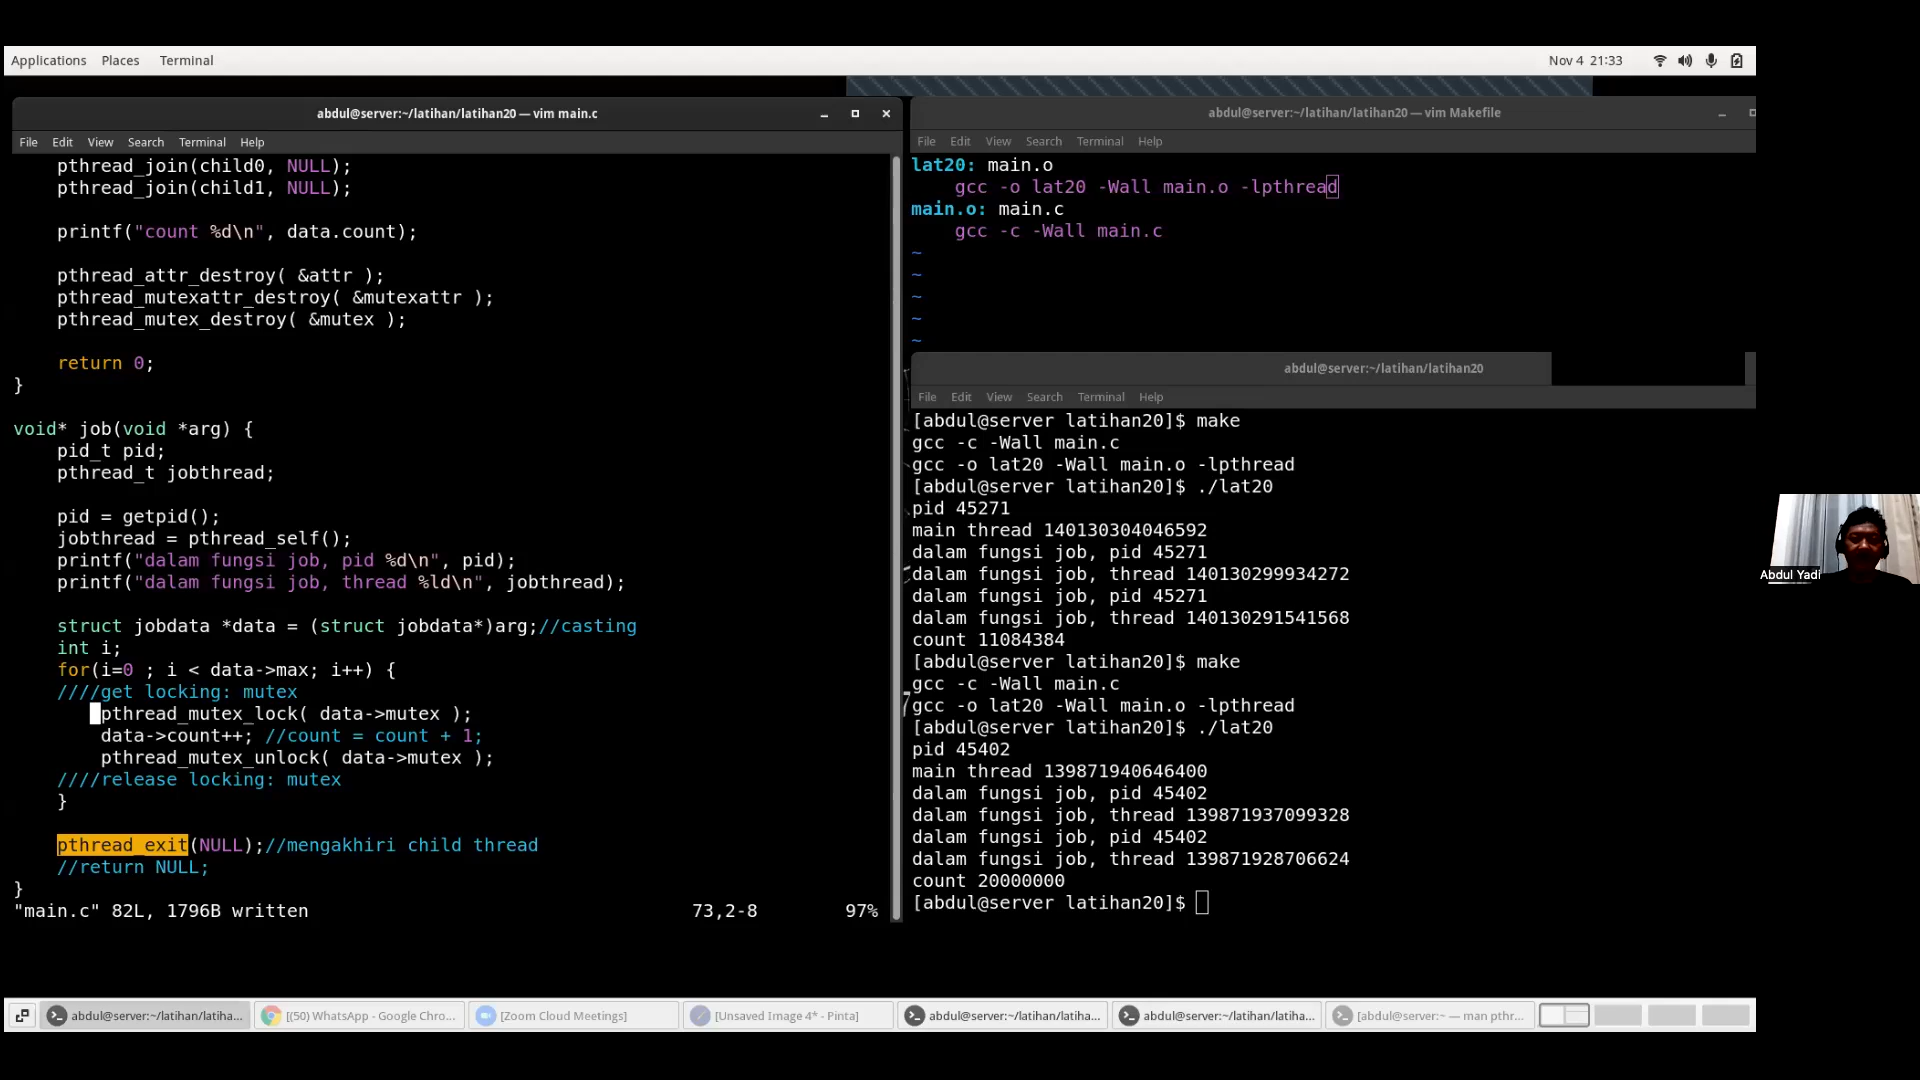 Applications Places Terminal
Nov 4 21:33
abdul@server:~/latihan/latihan20 — vim main.c
File Edit View Search Terminal Help
    pthread_join(child0, NULL);
    pthread_join(child1, NULL);
    printf("count %d\n", data.count);
    pthread_attr_destroy( &attr );
    pthread_mutexattr_destroy( &mutexattr );
    pthread_mutex_destroy( &mutex );
    return 0;
}
void* job(void *arg) {
    pid_t pid;
    pthread_t jobthread;
    pid = getpid();
    jobthread = pthread_self();
    printf("dalam fungsi job, pid %d\n", pid);
    printf("dalam fungsi job, thread %ld\n", jobthread);
    struct jobdata *data = (struct jobdata*)arg;//casting
    int i;
    for(i=0 ; i < data->max; i++) {
    ////get locking: mutex
        pthread_mutex_lock( data->mutex );
        data->count++; //count = count + 1;
        pthread_mutex_unlock( data->mutex );
    ////release locking: mutex
    }
    pthread_exit(NULL);//mengakhiri child thread
    //return NULL;
}
"main.c" 82L, 1796B written 73,2-8 97%
abdul@server:~/latihan/latihan20 — vim Makefile
File Edit View Search Terminal Help
lat20: main.o
    gcc -o lat20 -Wall main.o -lpthread
main.o: main.c
    gcc -c -Wall main.c
~
~
~
~
~
abdul@server:~/latihan/latihan20
File Edit View Search Terminal Help
[abdul@server latihan20]$ make
gcc -c -Wall main.c
gcc -o lat20 -Wall main.o -lpthread
[abdul@server latihan20]$ ./lat20
pid 45271
main thread 140130304046592
dalam fungsi job, pid 45271
dalam fungsi job, thread 140130299934272
dalam fungsi job, pid 45271
dalam fungsi job, thread 140130291541568
count 11084384
[abdul@server latihan20]$ make
gcc -c -Wall main.c
gcc -o lat20 -Wall main.o -lpthread
[abdul@server latihan20]$ ./lat20
pid 45402
main thread 139871940646400
dalam fungsi job, pid 45402
dalam fungsi job, thread 139871937099328
dalam fungsi job, pid 45402
dalam fungsi job, thread 139871928706624
count 20000000
[abdul@server latihan20]$
Abdul Yadi
abdul@server:~/latihan/latiha...
[(50) WhatsApp - Google Chro...
[Zoom Cloud Meetings]
[Unsaved Image 4* - Pinta]
abdul@server:~/latihan/latiha...
abdul@server:~/latihan/latiha...
[abdul@server:~ — man pthr...